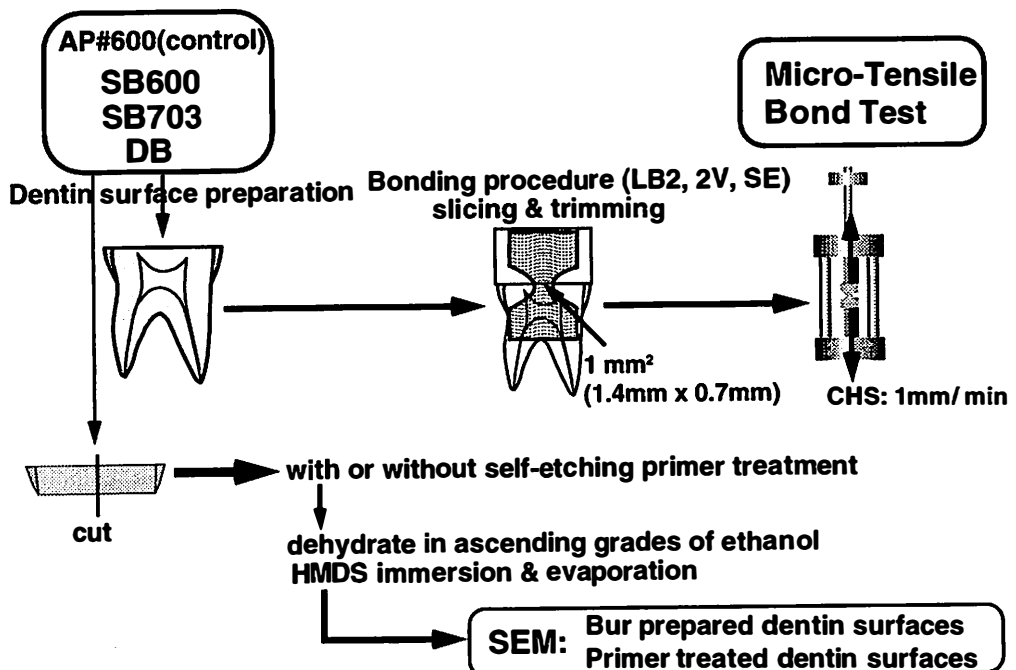 AP#600(control)
SB600
SB703
DB
Micro-Tensile
Bond Test
Dentin surface preparation
Bonding procedure (LB2, 2V, SE)
slicing & trimming
1 mm²
(1.4mm x 0.7mm)
CHS: 1mm/ min
cut
with or without self-etching primer treatment
dehydrate in ascending grades of ethanol
HMDS immersion & evaporation
SEM: Bur prepared dentin surfaces
Primer treated dentin surfaces